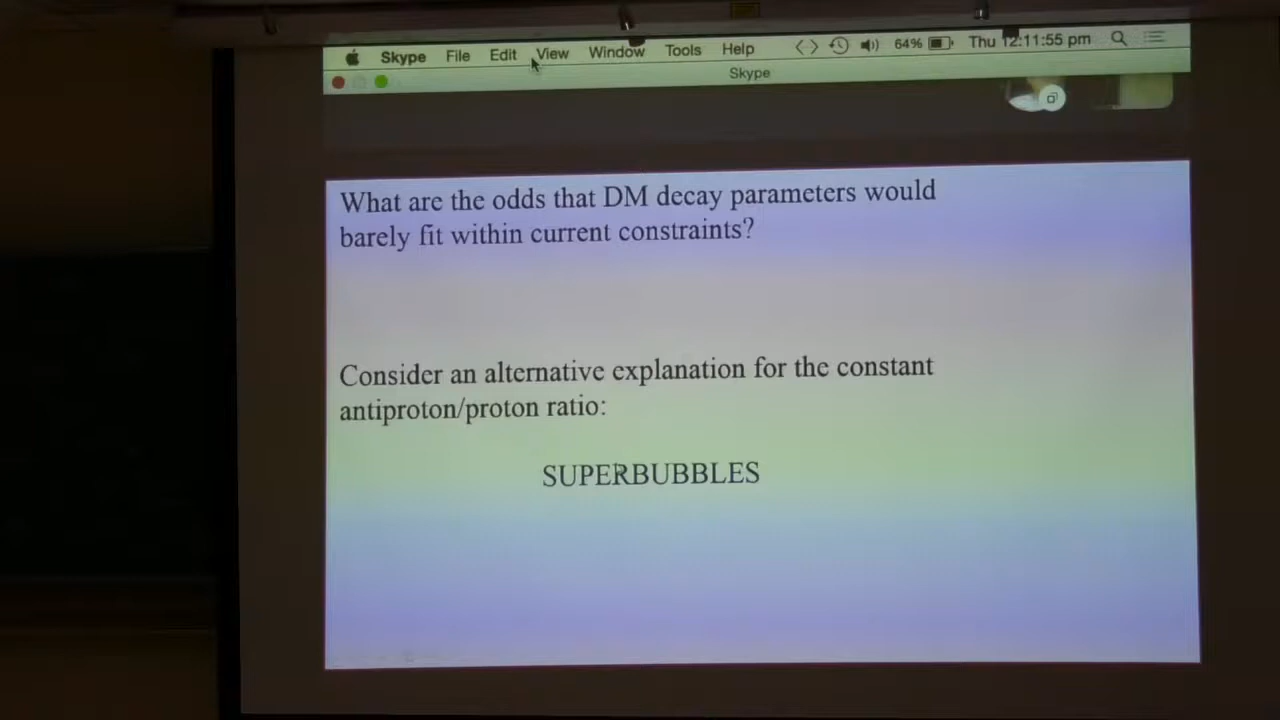 Skype File Edit View Window Tools Help 64% Thu 12:11:55 pm
Skype
What are the odds that DM decay parameters would
barely fit within current constraints?
Consider an alternative explanation for the constant
antiproton/proton ratio:
SUPERBUBBLES